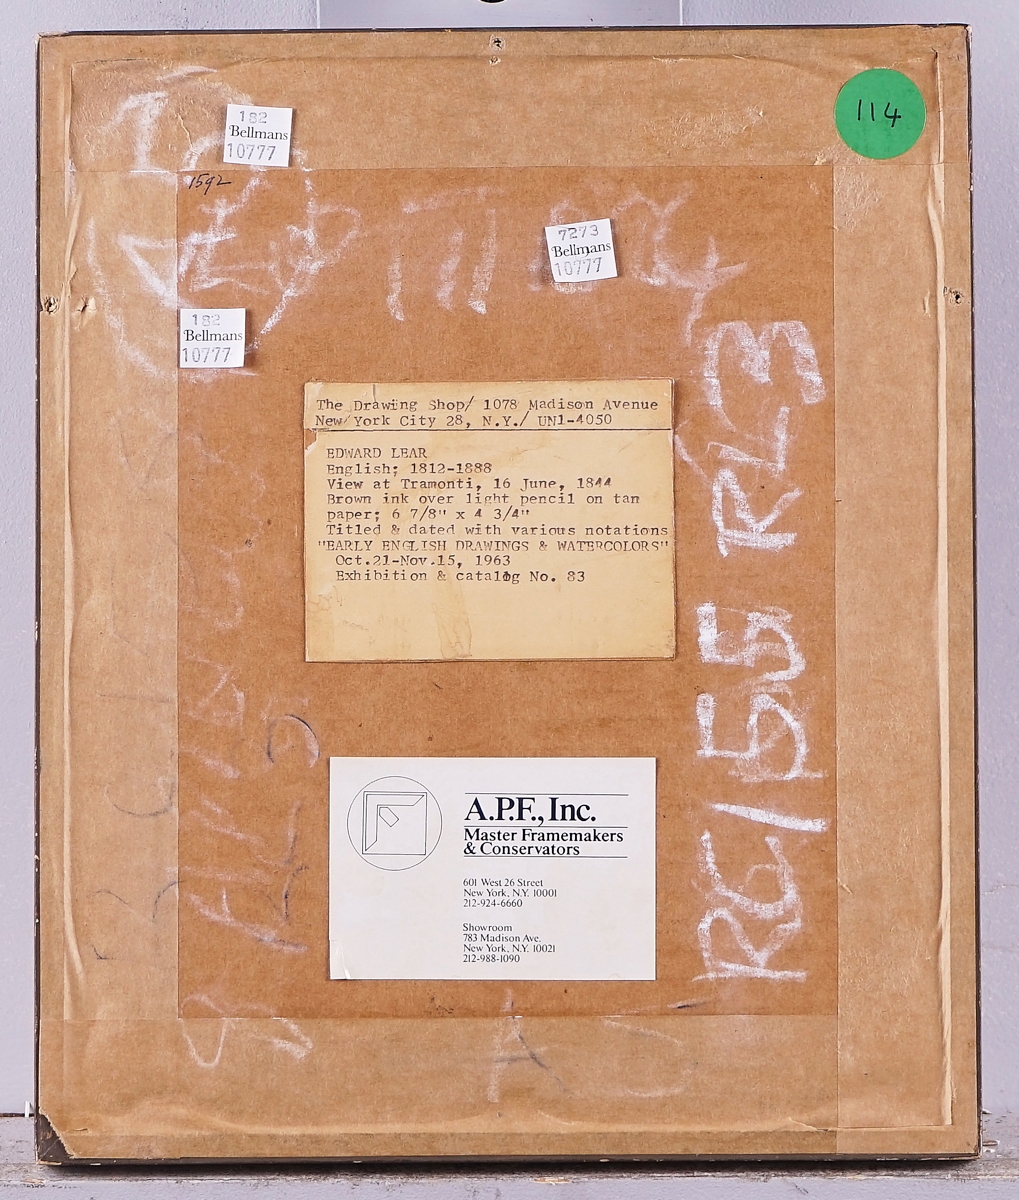 114
182
Bellmans
10777
1592
7273
Bellmans
10777
182
Bellmans
10777
The Drawing Shop/ 1078 Madison Avenue
New York City 28, N.Y./ UN1-4050
EDWARD LEAR
English; 1812-1888
View at Tramonti, 16 June, 1844
Brown ink over light pencil on tan
paper; 6 7/8" x 4 3/4"
Titled & dated with various notations
"EARLY ENGLISH DRAWINGS & WATERCOLORS"
Oct.21-Nov.15, 1963
Exhibition & catalog No. 83
RC155 RL3
A.P.F., Inc.
Master Framemakers
& Conservators
601 West 26 Street
New York, N.Y. 10001
212-924-6660
Showroom
783 Madison Ave.
New York, N.Y. 10021
212-988-1090